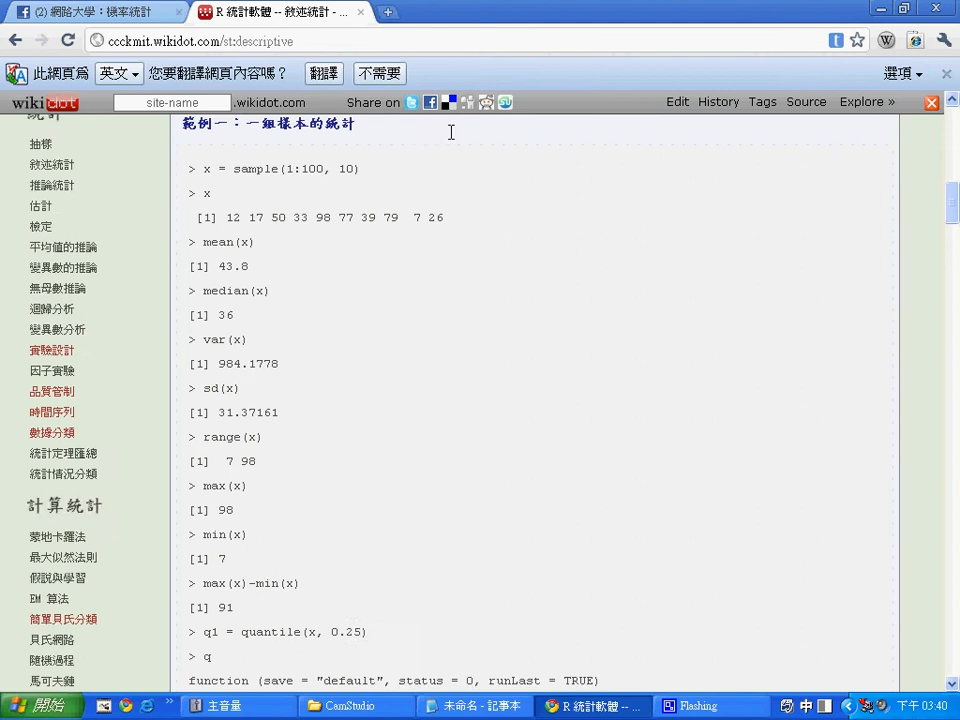 (2) 網路大學：機率統計
R 統計軟體 -- 敘述統計 - ...
ccckmit.wikidot.com/st:descriptive
此網頁為 英文 您要翻譯網頁內容嗎？ 翻譯 不需要 選項
wikidot site-name .wikidot.com Share on Edit History Tags Source Explore »
統計
抽樣
敘述統計
推論統計
估計
檢定
平均值的推論
變異數的推論
無母數推論
迴歸分析
變異數分析
實驗設計
因子實驗
品質管制
時間序列
數據分類
統計定理匯總
統計情況分類
計算統計
蒙地卡羅法
最大似然法則
假說與學習
EM 算法
簡單貝氏分類
貝氏網路
隨機過程
馬可夫鏈
範例一：一組樣本的統計
> x = sample(1:100, 10)
> x
[1] 12 17 50 33 98 77 39 79  7 26
> mean(x)
[1] 43.8
> median(x)
[1] 36
> var(x)
[1] 984.1778
> sd(x)
[1] 31.37161
> range(x)
[1]  7 98
> max(x)
[1] 98
> min(x)
[1] 7
> max(x)-min(x)
[1] 91
> q1 = quantile(x, 0.25)
> q
function (save = "default", status = 0, runLast = TRUE)
開始 » 主音量 CamStudio 未命名 - 記事本 R 統計軟體 -- ... Flashing 中 下午 03:40